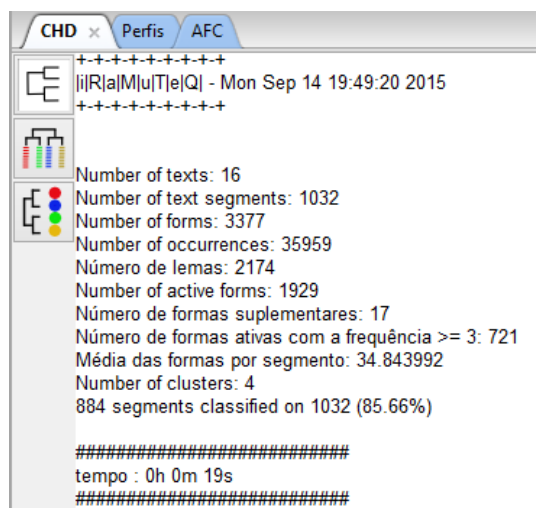 CHD × Perfis AFC
+-+-+-+-+-+-+-+-+
|i|R|a|M|u|T|e|Q| - Mon Sep 14 19:49:20 2015
+-+-+-+-+-+-+-+-+
Number of texts: 16
Number of text segments: 1032
Number of forms: 3377
Number of occurrences: 35959
Número de lemas: 2174
Number of active forms: 1929
Número de formas suplementares: 17
Número de formas ativas com a frequência >= 3: 721
Média das formas por segmento: 34.843992
Number of clusters: 4
884 segments classified on 1032 (85.66%)
###########################
tempo : 0h 0m 19s
###########################